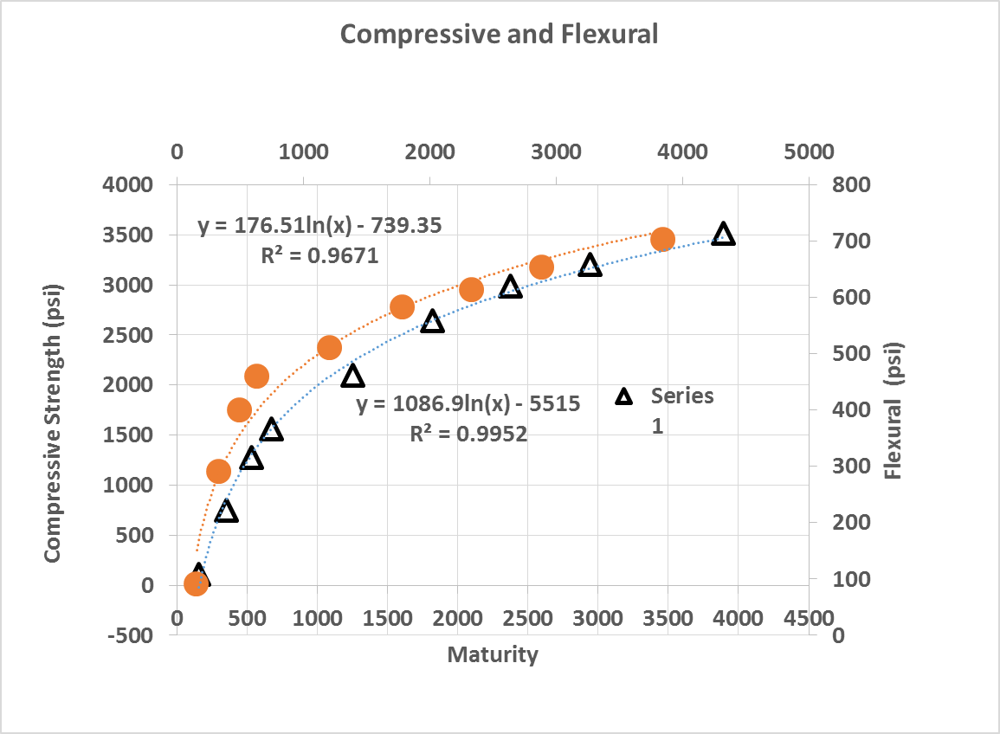 Compressive and Flexural
0 1000 2000 3000 4000 5000
4000 800
y = 176.51ln(x) - 739.35
3500 700
R² = 0.9671
3000 600
2500 500
2000 400
y = 1086.9ln(x) - 5515
Series
1
R² = 0.9952
1500 300
1000 200
500 100
0
-500 0
0 500 1000 1500 2000 2500 3000 3500 4000 4500
Compressive Strength (psi)
Flexural (psi)
Maturity